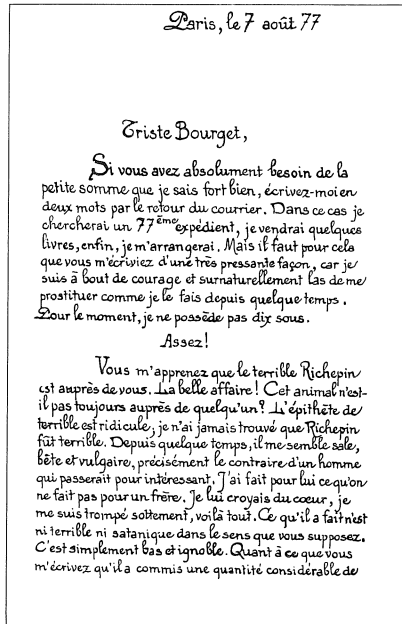 Paris, le 7 août 77
Triste Bourget,
Si vous avez absolument besoin de la
petite somme que je sais fort bien, écrivez-moi en
deux mots par le retour du courrier. Dans ce cas je
chercherai un 77ème expédient, je vendrai quelques
livres, enfin, je m'arrangerai. Mais il faut pour cela
que vous m'écriviez d'une très pressante façon, car je
suis à bout de courage et surnaturellement las de me
prostituer comme je le fais depuis quelque temps.
Pour le moment, je ne possède pas dix sous.
Assez!
Vous m'apprenez que le terrible Richepin
est auprès de vous. La belle affaire! Cet animal n'est-
il pas toujours auprès de quelqu'un? L'épithète de
terrible est ridicule, je n'ai jamais trouvé que Richepin
fût terrible. Depuis quelque temps, il me semble sale,
bête et vulgaire, précisément le contraire d'un homme
qui passerait pour intéressant. J'ai fait pour lui ce qu'on
ne fait pas pour un frère. Je lui croyais du cœur, je
me suis trompé sottement, voilà tout. Ce qu'il a fait n'est
ni terrible ni satanique dans le sens que vous supposez.
C'est simplement bas et ignoble. Quant à ce que vous
m'écrivez qu'il a commis une quantité considérable de